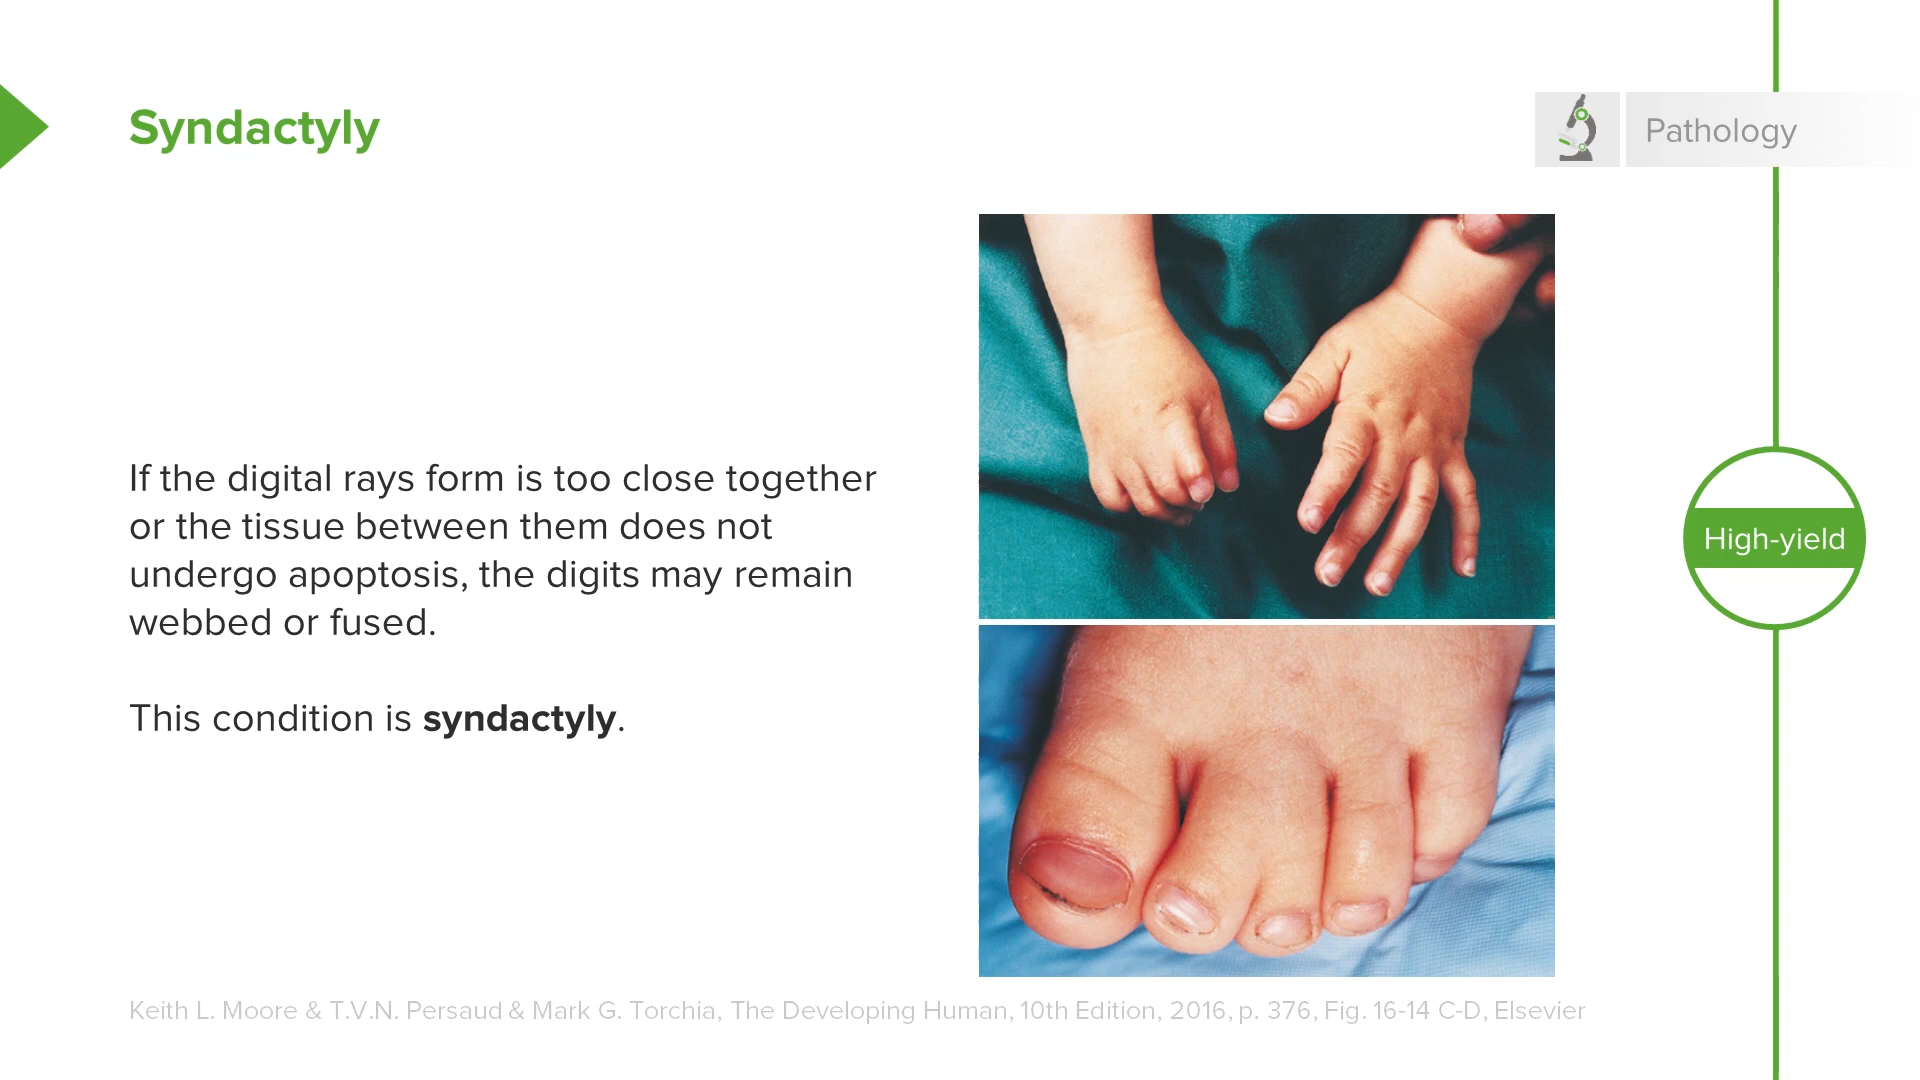 Syndactyly
Pathology
If the digital rays form is too close together
or the tissue between them does not
undergo apoptosis, the digits may remain
webbed or fused.
This condition is syndactyly.
High-yield
Keith L. Moore & T.V.N. Persaud & Mark G. Torchia, The Developing Human, 10th Edition, 2016, p. 376, Fig. 16-14 C-D, Elsevier